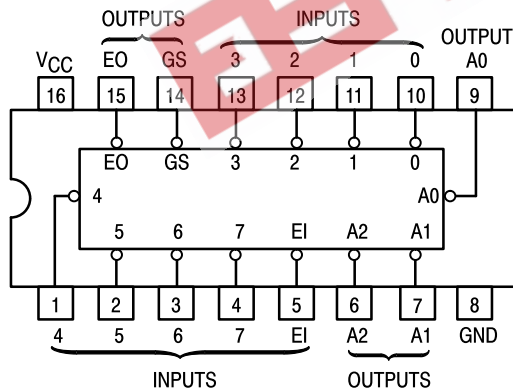 OUTPUTS INPUTS OUTPUT
VCC EO GS 3 2 1 0 A0
16 15 14 13 12 11 10 9
EO GS 3 2 1 0
4 A0
5 6 7 EI A2 A1
1 2 3 4 5 6 7 8
4 5 6 7 EI A2 A1 GND
INPUTS OUTPUTS